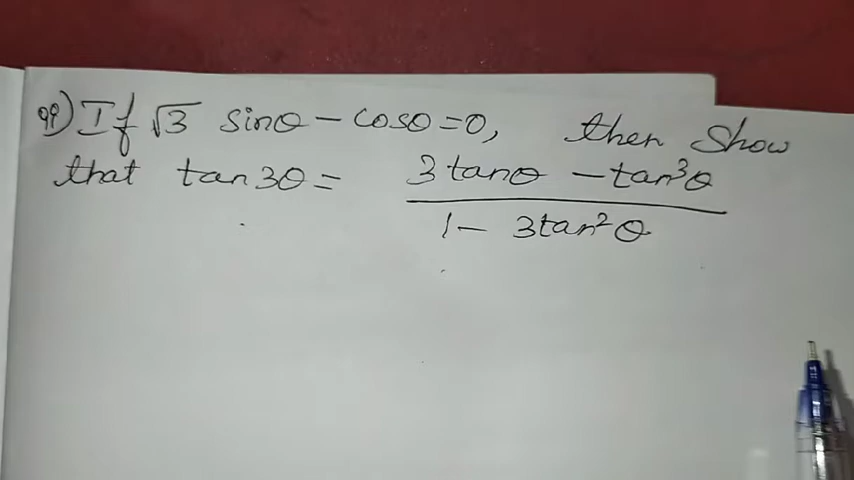 99) If √3 sinθ - cosθ = 0, then show
that tan3θ = 3tanθ - tan³θ
1 - 3tan²θ